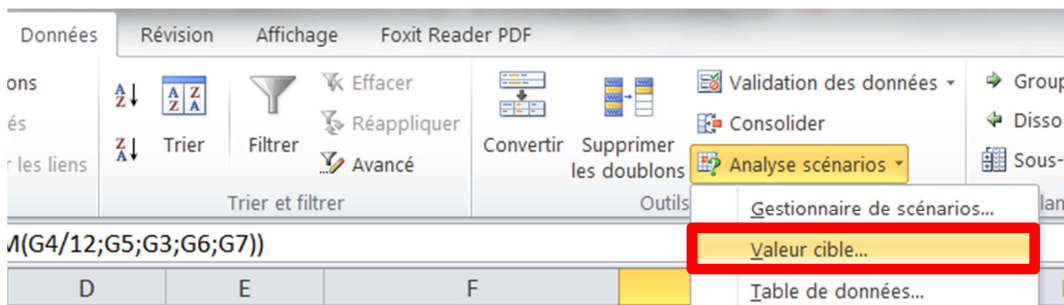 Données Révision Affichage Foxit Reader PDF
ons Effacer Validation des données Group
és Trier Filtrer Réappliquer Convertir Supprimer Consolider Disso
r les liens Avancé les doublons Analyse scénarios Sous-
Trier et filtrer Outils Gestionnaire de scénarios... lan
M(G4/12;G5;G3;G6;G7)) Valeur cible...
D E F Table de données...